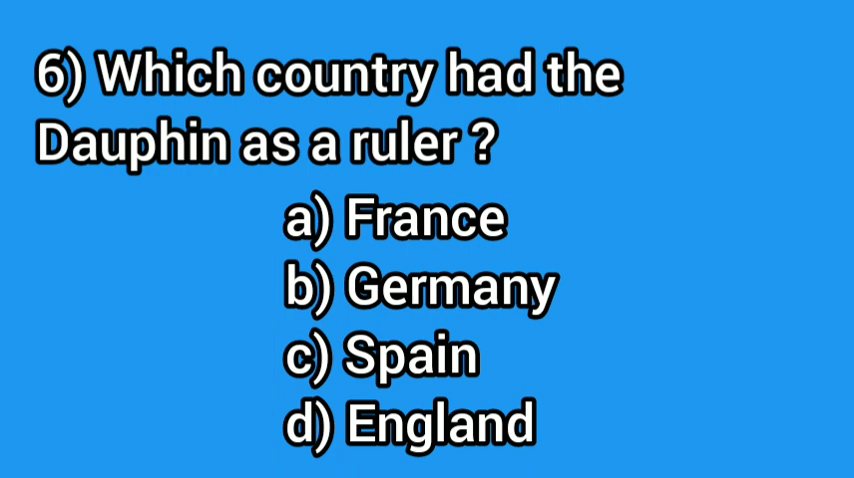 6) Which country had the
Dauphin as a ruler ?
a) France
b) Germany
c) Spain
d) England